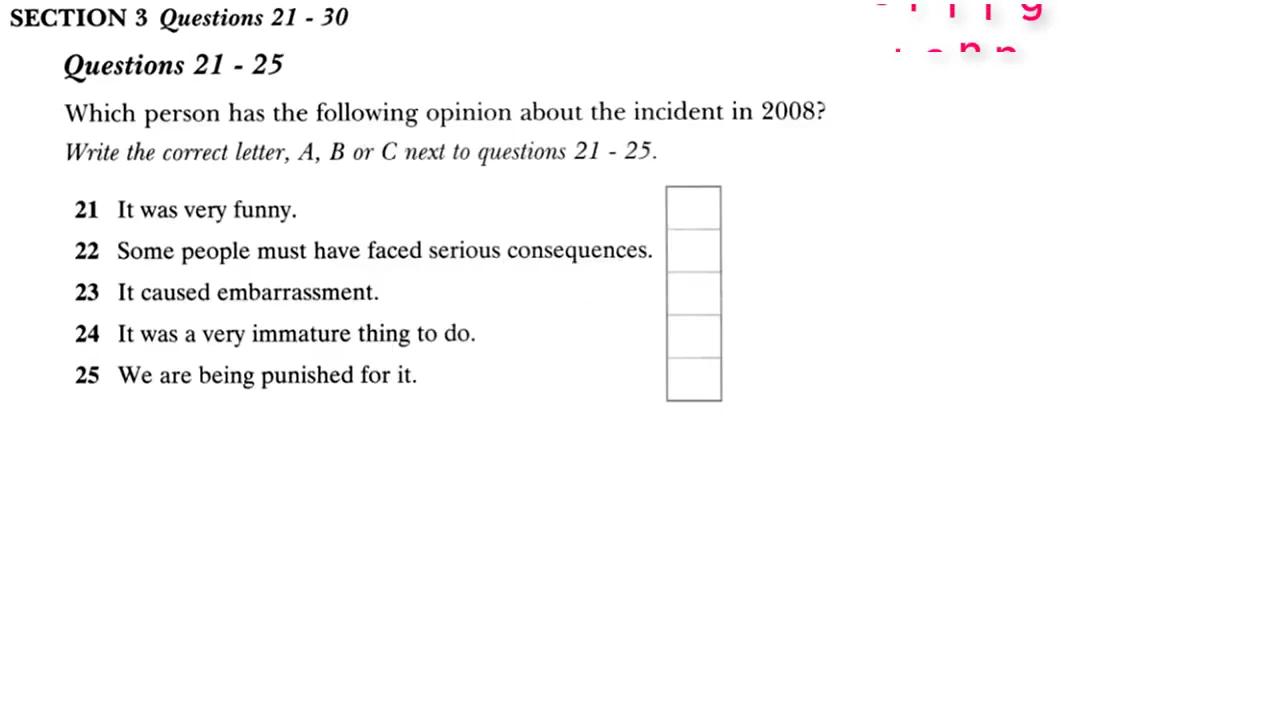 SECTION 3 Questions 21 - 30
Questions 21 - 25
Which person has the following opinion about the incident in 2008?
Write the correct letter, A, B or C next to questions 21 - 25.
21 It was very funny.
22 Some people must have faced serious consequences.
23 It caused embarrassment.
24 It was a very immature thing to do.
25 We are being punished for it.